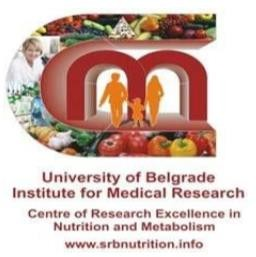 University of Belgrade
Institute for Medical Research
Centre of Research Excellence in
Nutrition and Metabolism
www.srbnutrition.info